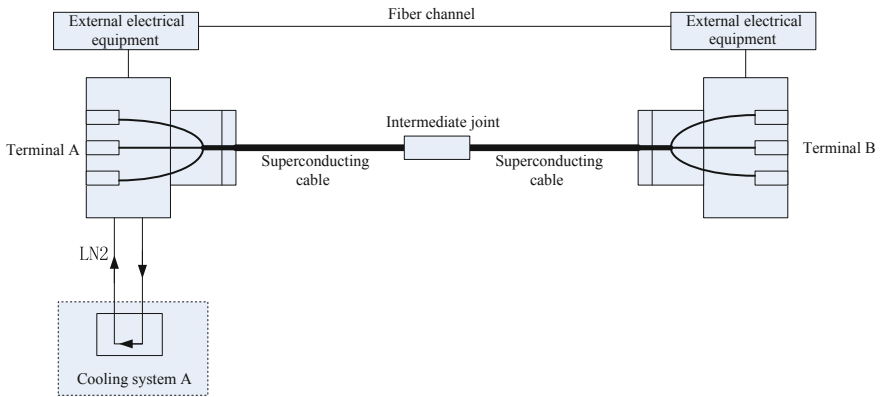 Fiber channel
External electrical
equipment
External electrical
equipment
Intermediate joint
Terminal A
Superconducting
cable
Superconducting
cable
Terminal B
LN2
Cooling system A